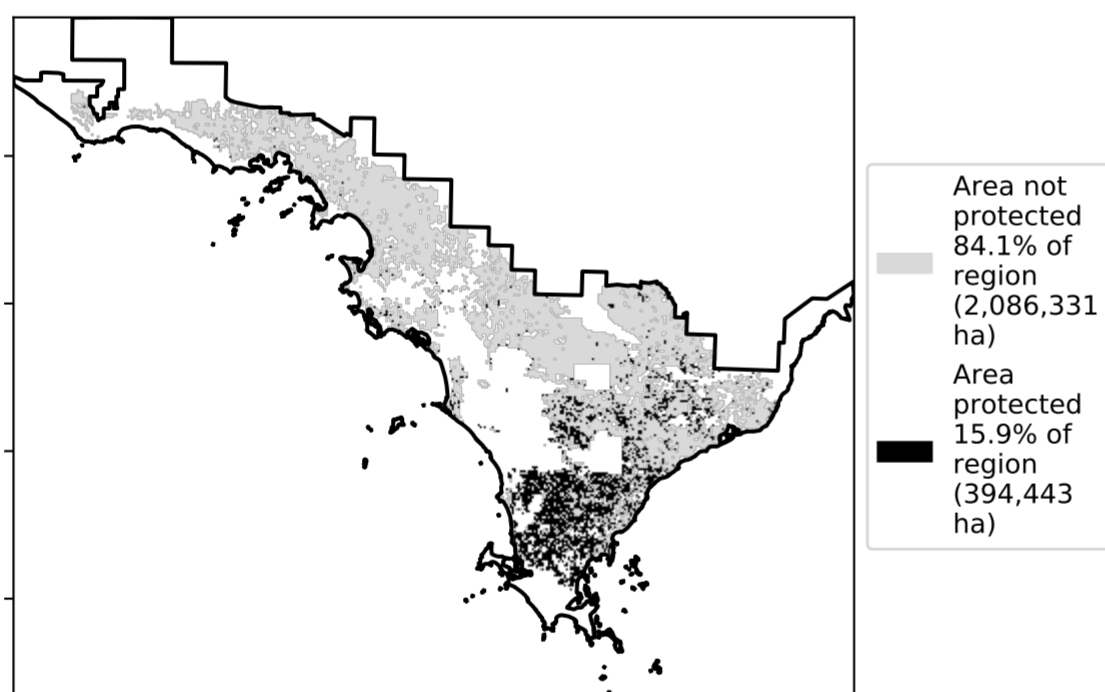 Area not
protected
84.1% of
region
(2,086,331
ha)
Area
protected
15.9% of
region
(394,443
ha)